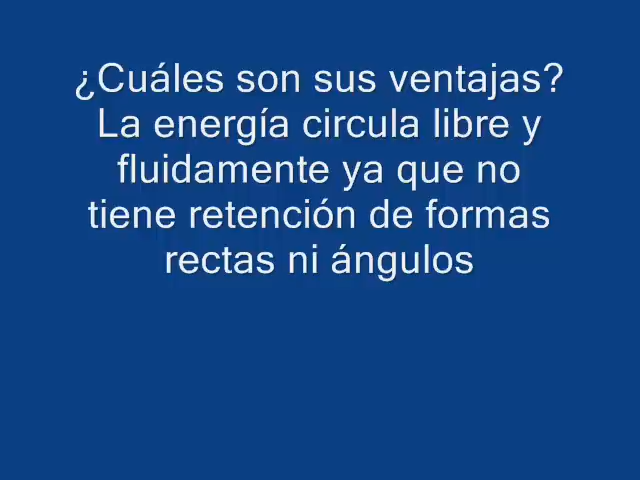 ¿Cuáles son sus ventajas?
La energía circula libre y
fluidamente ya que no
tiene retención de formas
rectas ni ángulos